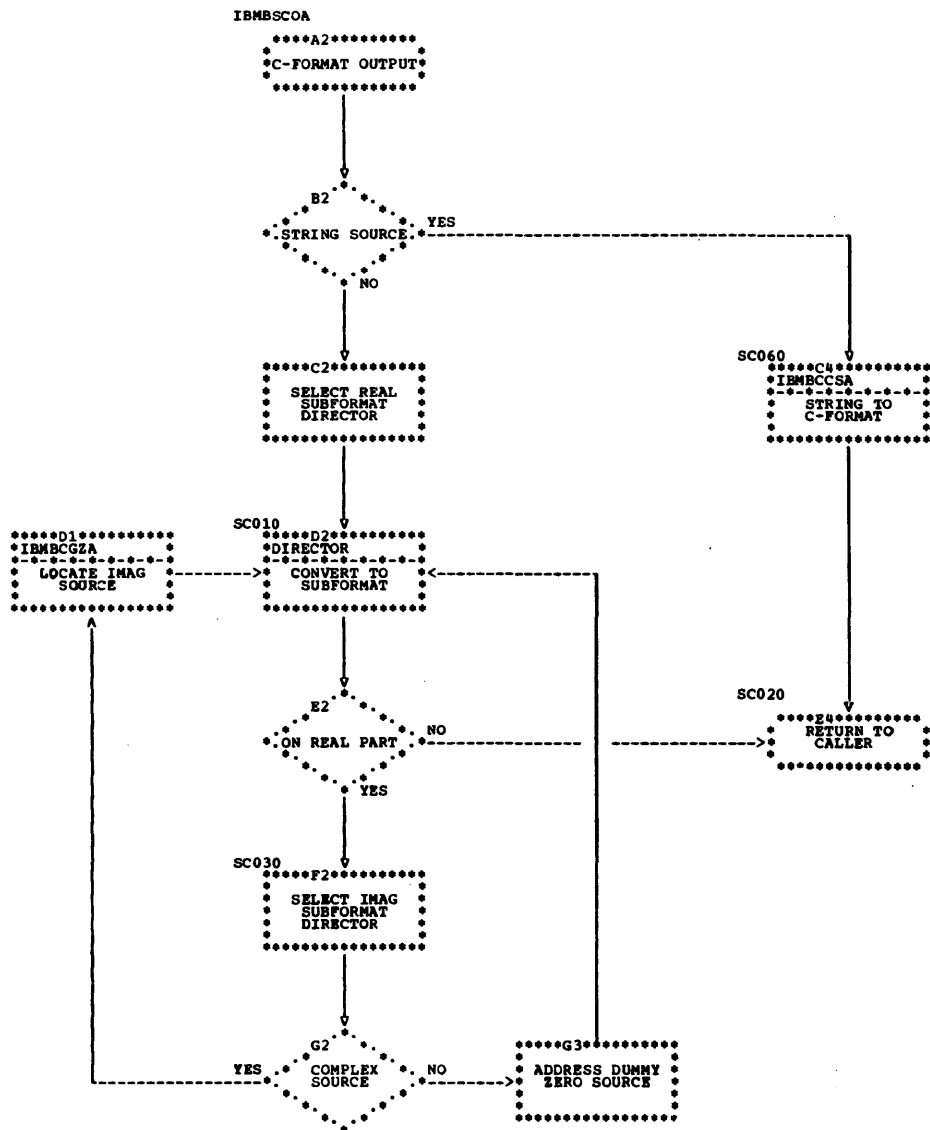 IBMBSCOA
A2
C-FORMAT OUTPUT
B2
STRING SOURCE
YES
NO
C2
SELECT REAL
SUBFORMAT
DIRECTOR
SC060
C4
IBMBCCSA
STRING TO
C-FORMAT
D1
IBMBCGZA
LOCATE IMAG
SOURCE
SC010
D2
DIRECTOR
CONVERT TO
SUBFORMAT
E2
ON REAL PART
NO
YES
SC020
E4
RETURN TO
CALLER
SC030
F2
SELECT IMAG
SUBFORMAT
DIRECTOR
G2
COMPLEX
SOURCE
YES
NO
G3
ADDRESS DUMMY
ZERO SOURCE